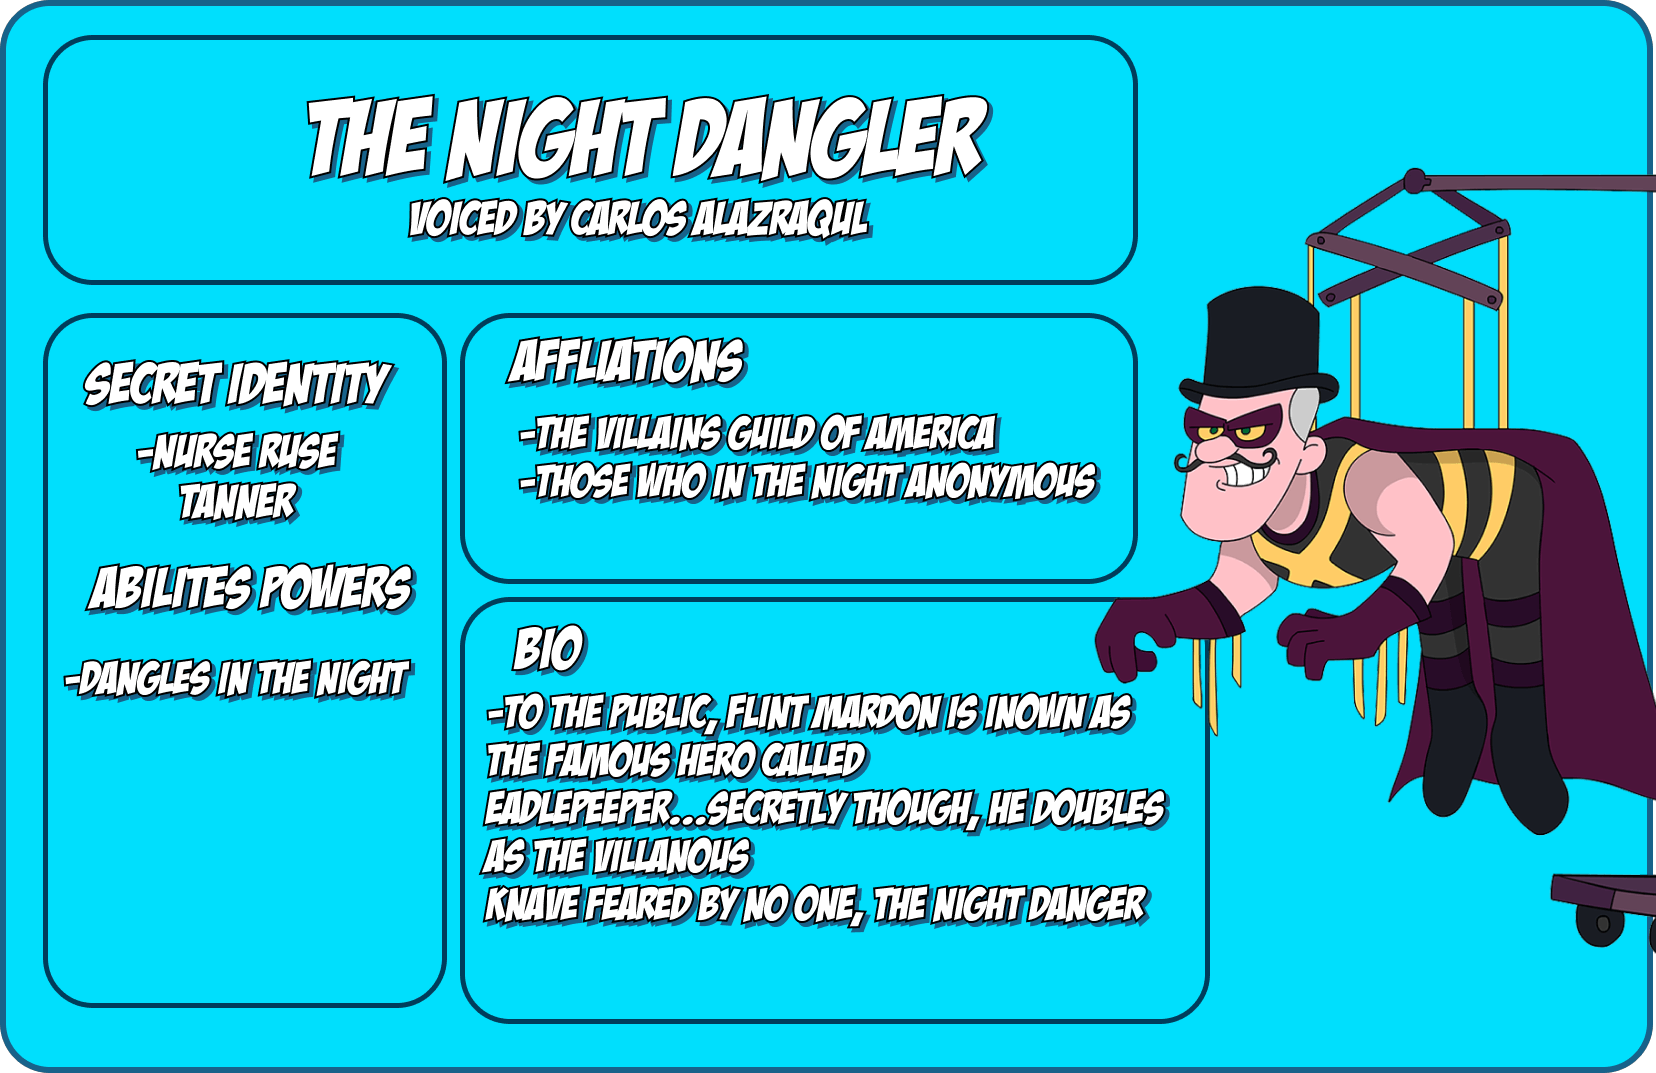 THE NIGHT DANGLER
VOICED BY CARLOS ALAZRAQUL
SECRET IDENTITY
-NURSE RUSE
TANNER
ABILITES POWERS
-DANGLES IN THE NIGHT
AFFLIATIONS
-THE VILLAINS GUILD OF AMERICA
-THOSE WHO IN THE NIGHT ANONYMOUS
BIO
-TO THE PUBLIC, FLINT MARDON IS INOWN AS
THE FAMOUS HERO CALLED
EADLEPEEPER...SECRETLY THOUGH, HE DOUBLES
AS THE VILLANOUS
KNAVE FEARED BY NO ONE, THE NIGHT DANGER